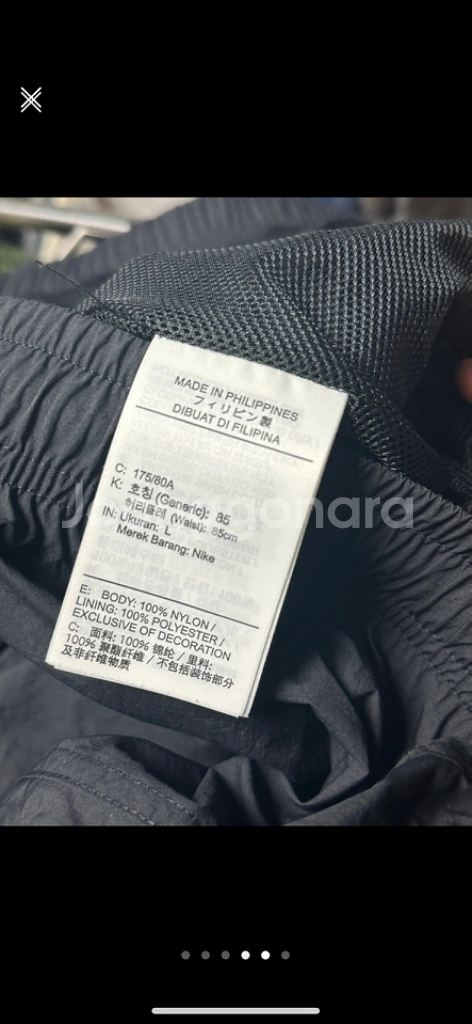 MADE IN PHILIPPINES
フィリピン製
DIBUAT DI FILIPINA
C: 175/80A
K: 호칭 (Generic): 85
허리둘레 (Waist): 85cm
IN: Ukuran: L
Merek Barang: Nike
E: BODY: 100% NYLON /
LINING: 100% POLYESTER /
EXCLUSIVE OF DECORATION
C: 面料: 100% 锦纶 / 里料:
100% 聚酯纤维 / 不包括装饰部分
及非纤维物质